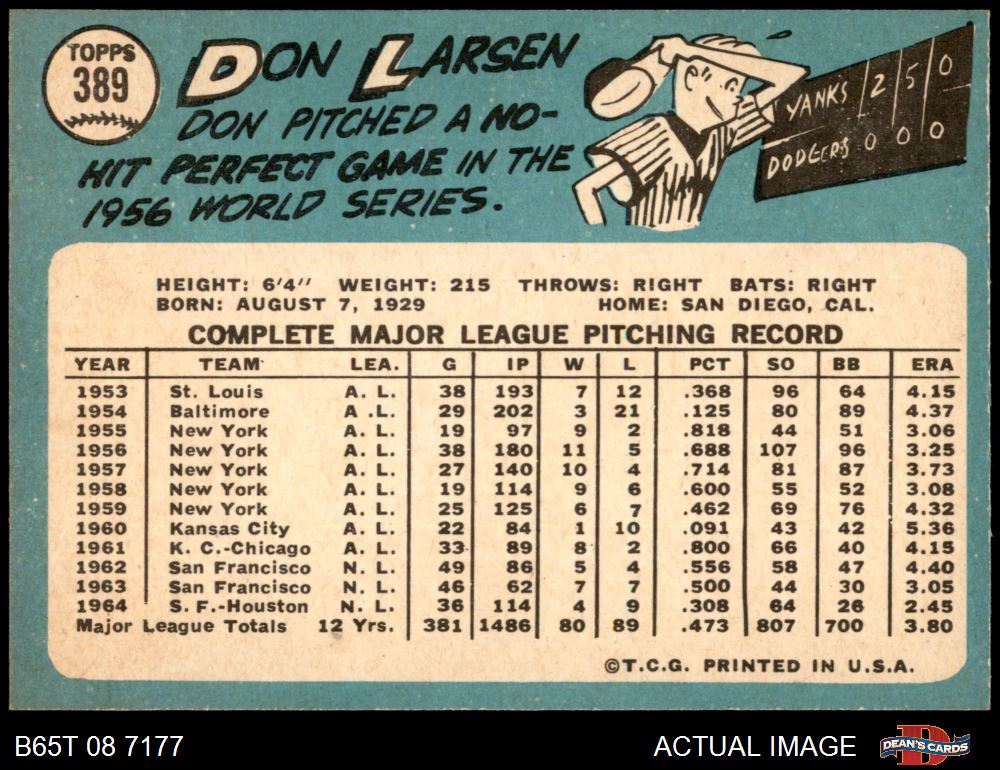 TOPPS
389
DON LARSEN
DON PITCHED A NO-
HIT PERFECT GAME IN THE
1956 WORLD SERIES.
YANKS 2 5 0
DODGERS 0 0 0
HEIGHT: 6'4" WEIGHT: 215 THROWS: RIGHT BATS: RIGHT
BORN: AUGUST 7, 1929 HOME: SAN DIEGO, CAL.
COMPLETE MAJOR LEAGUE PITCHING RECORD
YEAR TEAM LEA. G IP W L PCT SO BB ERA
1953 St. Louis A. L. 38 193 7 12 .368 96 64 4.15
1954 Baltimore A .L. 29 202 3 21 .125 80 89 4.37
1955 New York A. L. 19 97 9 2 .818 44 51 3.06
1956 New York A. L. 38 180 11 5 .688 107 96 3.25
1957 New York A. L. 27 140 10 4 .714 81 87 3.73
1958 New York A. L. 19 114 9 6 .600 55 52 3.08
1959 New York A. L. 25 125 6 7 .462 69 76 4.32
1960 Kansas City A. L. 22 84 1 10 .091 43 42 5.36
1961 K. C.-Chicago A. L. 33 89 8 2 .800 66 40 4.15
1962 San Francisco N. L. 49 86 5 4 .556 58 47 4.40
1963 San Francisco N. L. 46 62 7 7 .500 44 30 3.05
1964 S. F.-Houston N. L. 36 114 4 9 .308 64 26 2.45
Major League Totals 12 Yrs. 381 1486 80 89 .473 807 700 3.80
©T.C.G. PRINTED IN U.S.A.
B65T 08 7177 ACTUAL IMAGE DEAN'S CARDS